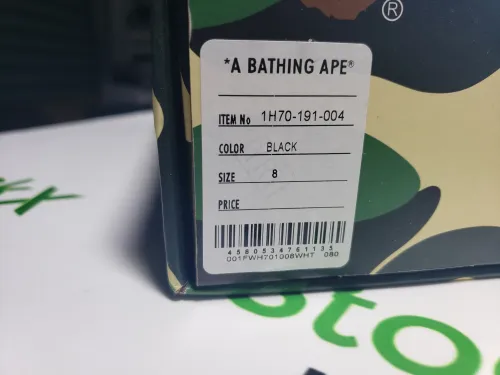 ®
*A BATHING APE®
ITEM No 1H70-191-004
COLOR BLACK
SIZE 8
PRICE
4580534761135
001FWH701008WHT 080